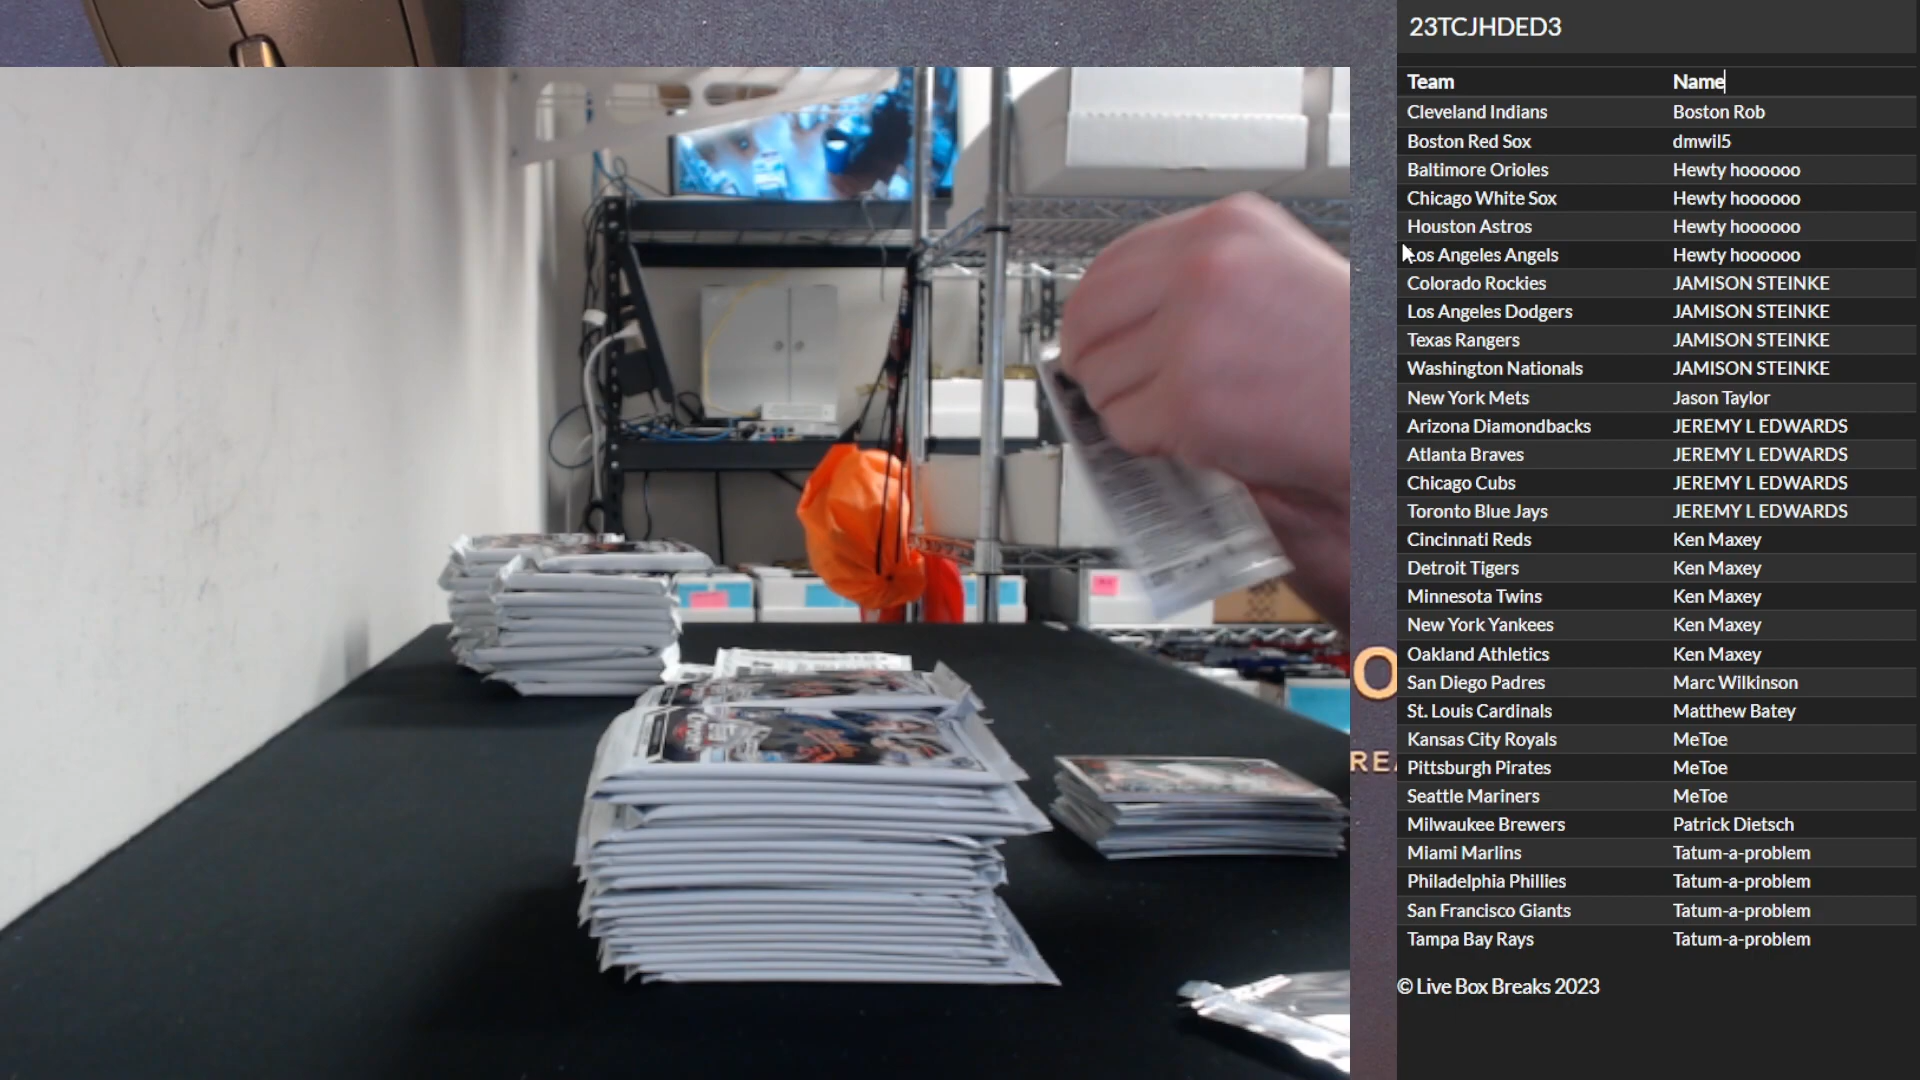 23TCJHDED3
Team Name
Cleveland Indians Boston Rob
Boston Red Sox dmwil5
Baltimore Orioles Hewty hoooooo
Chicago White Sox Hewty hoooooo
Houston Astros Hewty hoooooo
Los Angeles Angels Hewty hoooooo
Colorado Rockies JAMISON STEINKE
Los Angeles Dodgers JAMISON STEINKE
Texas Rangers JAMISON STEINKE
Washington Nationals JAMISON STEINKE
New York Mets Jason Taylor
Arizona Diamondbacks JEREMY L EDWARDS
Atlanta Braves JEREMY L EDWARDS
Chicago Cubs JEREMY L EDWARDS
Toronto Blue Jays JEREMY L EDWARDS
Cincinnati Reds Ken Maxey
Detroit Tigers Ken Maxey
Minnesota Twins Ken Maxey
New York Yankees Ken Maxey
Oakland Athletics Ken Maxey
San Diego Padres Marc Wilkinson
St. Louis Cardinals Matthew Batey
Kansas City Royals MeToe
Pittsburgh Pirates MeToe
Seattle Mariners MeToe
Milwaukee Brewers Patrick Dietsch
Miami Marlins Tatum-a-problem
Philadelphia Phillies Tatum-a-problem
San Francisco Giants Tatum-a-problem
Tampa Bay Rays Tatum-a-problem
© Live Box Breaks 2023